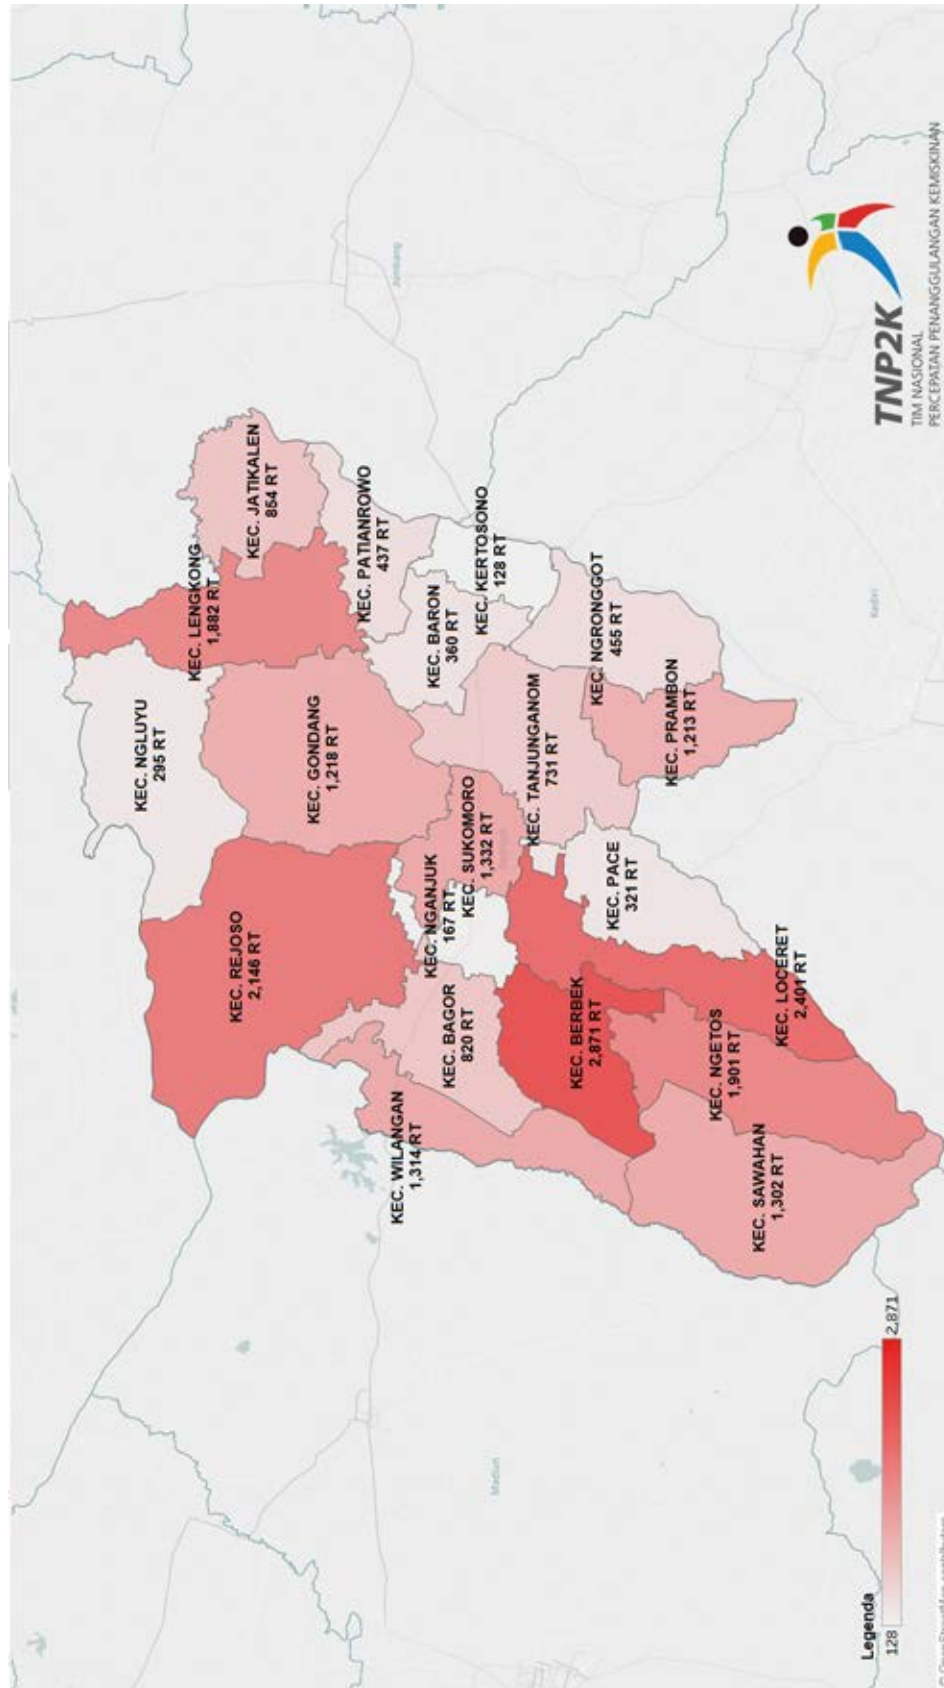 KEC. NGLUYU
295 RT
KEC. LENGKONG
1,882 RT
KEC. JATIKALEN
854 RT
KEC. REJOSO
2,146 RT
KEC. GONDANG
1,218 RT
KEC. PATIANROWO
437 RT
Jombang
KEC. WILANGAN
1,314 RT
KEC. BAGOR
820 RT
KEC. NGANJUK
167 RT
KEC. SUKOMORO
1,332 RT
KEC. BARON
360 RT
KEC. KERTOSONO
128 RT
Madiun
KEC. TANJUNGANOM
731 RT
KEC. BERBEK
2,871 RT
KEC. PACE
321 RT
KEC. NGRONGGOT
455 RT
KEC. PRAMBON
1,213 RT
KEC. NGETOS
1,901 RT
KEC. SAWAHAN
1,302 RT
KEC. LOCERET
2,401 RT
Kediri
Legenda
128
2,871
TNP2K
TIM NASIONAL
PERCEPATAN PENANGGULANGAN KEMISKINAN